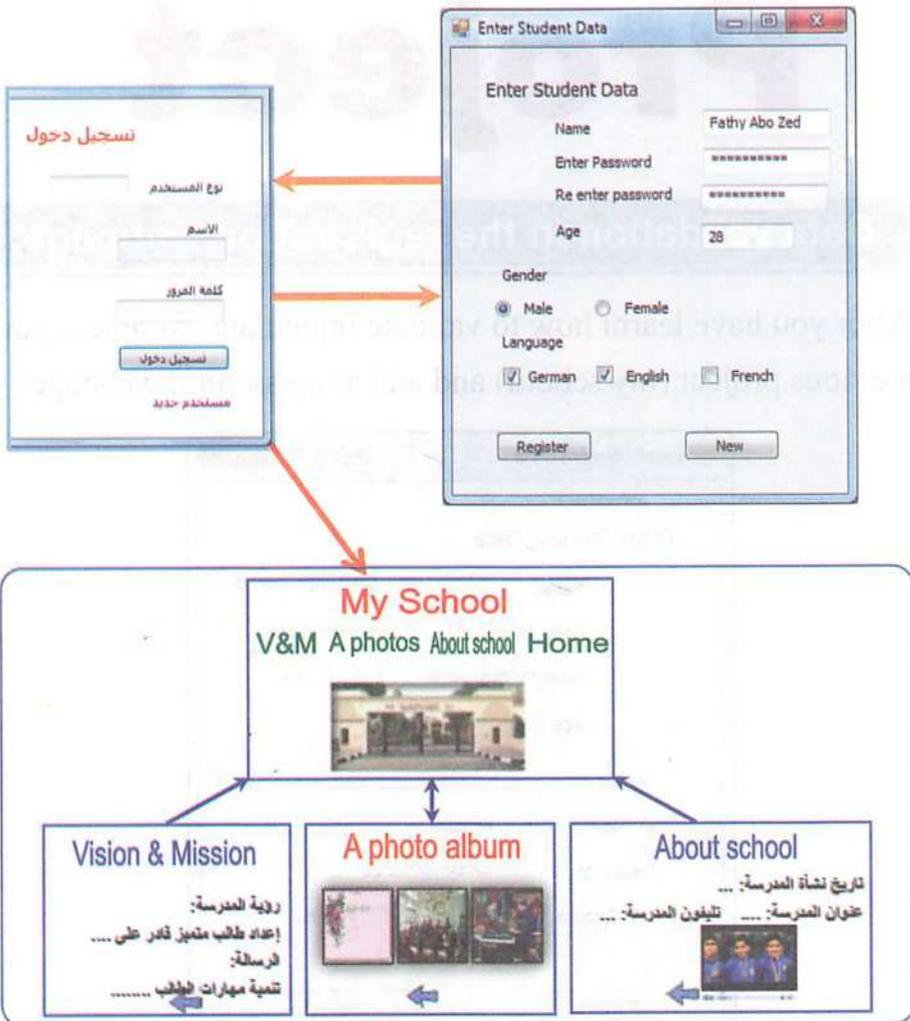 Enter Student Data
Enter Student Data
Name Fathy Abo Zed
Enter Password **********
Re enter password **********
Age 28
Gender
Male Female
Language
German English French
Register New
تسجيل دخول
نوع المستخدم
الاسم
كلمة المرور
تسجيل دخول
مستخدم جديد
My School
V&M A photos About school Home
Vision & Mission
رؤية المدرسة:
إعداد طالب متميز قادر على ....
الرسالة:
تنمية مهارات الطالب ........
A photo album
About school
تاريخ نشأة المدرسة: ...
عنوان المدرسة: .... تليفون المدرسة: ...